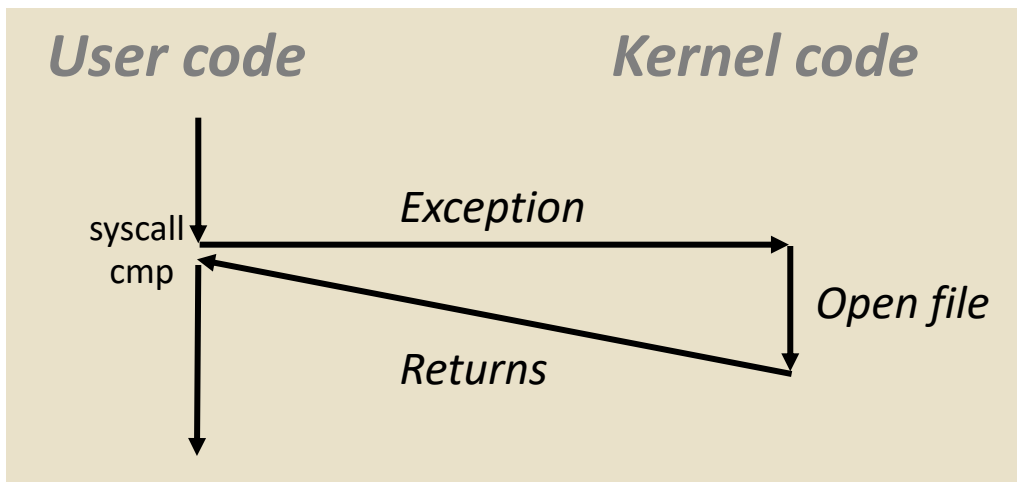 User code
Kernel code
Exception
syscall
cmp
Open file
Returns